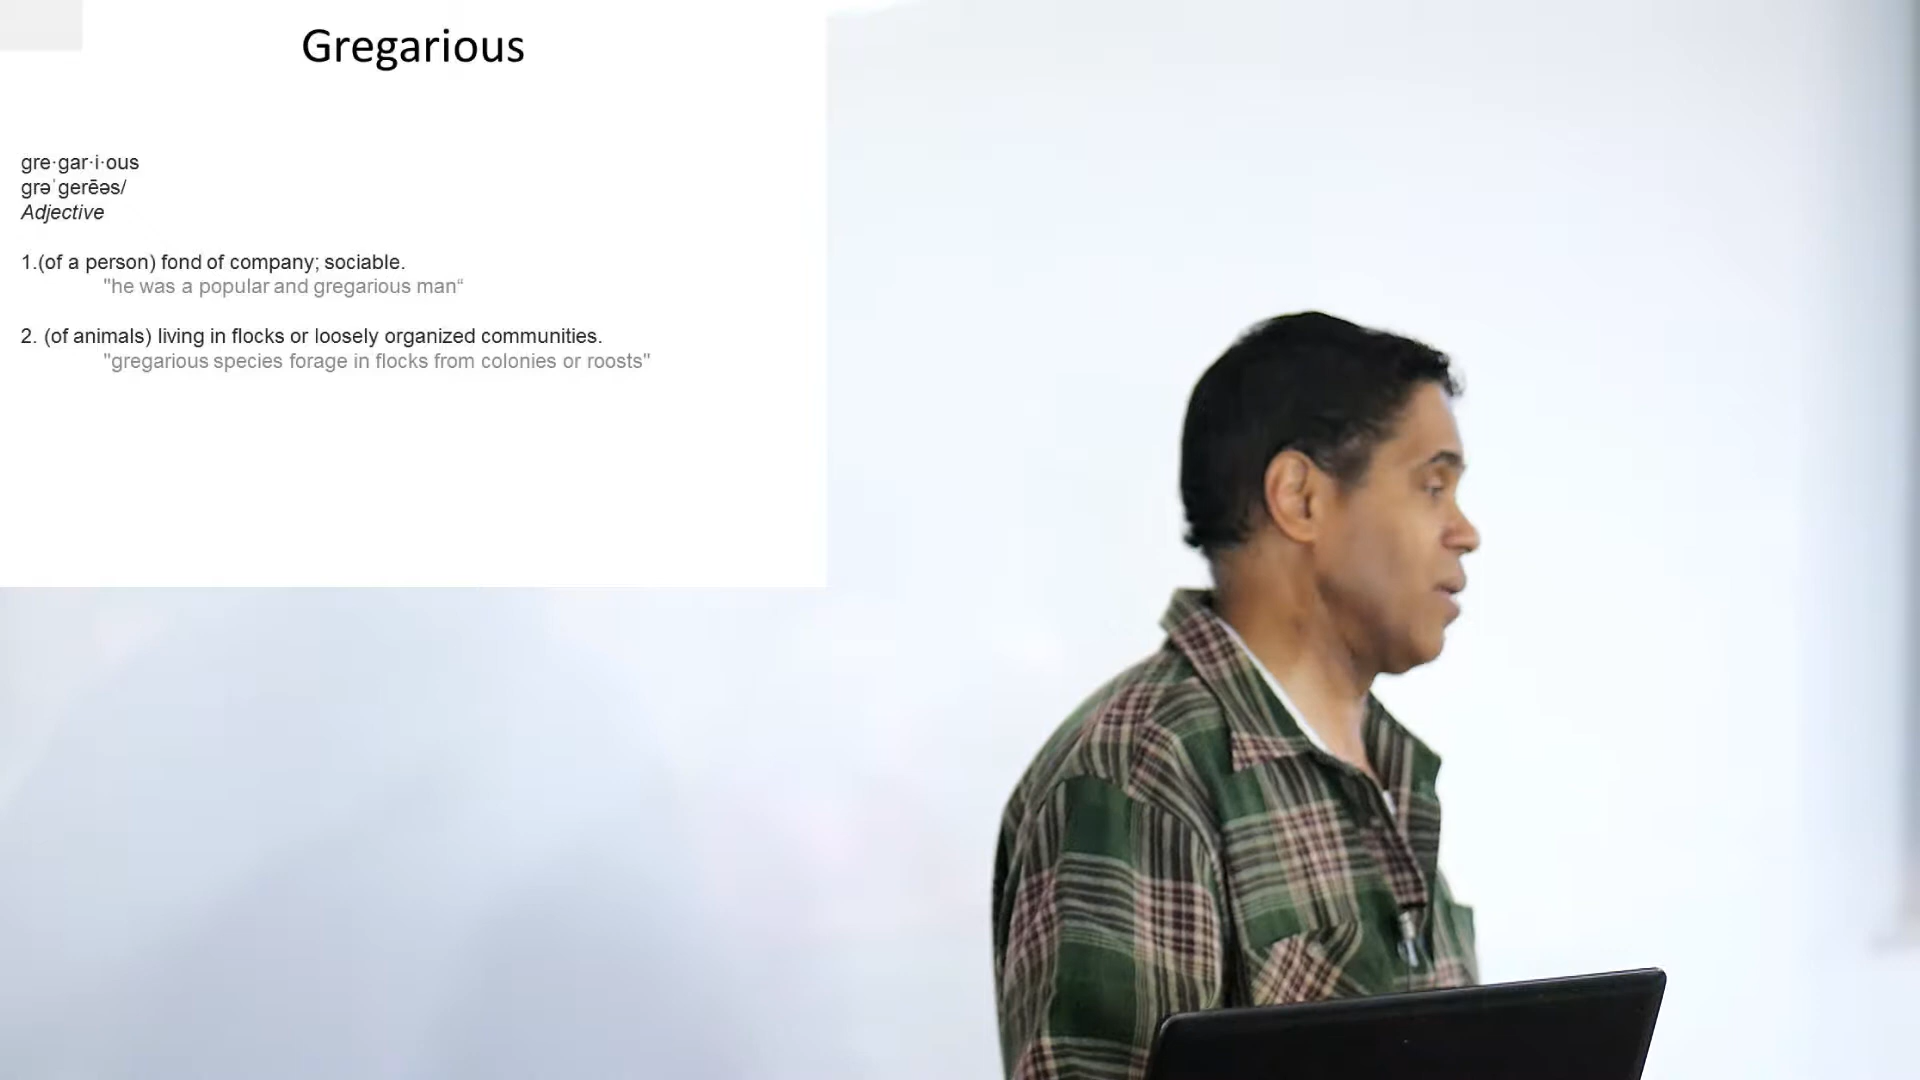 Gregarious
gre·gar·i·ous
grəˈgerēəs/
Adjective
1.(of a person) fond of company; sociable.
"he was a popular and gregarious man“
2. (of animals) living in flocks or loosely organized communities.
"gregarious species forage in flocks from colonies or roosts"